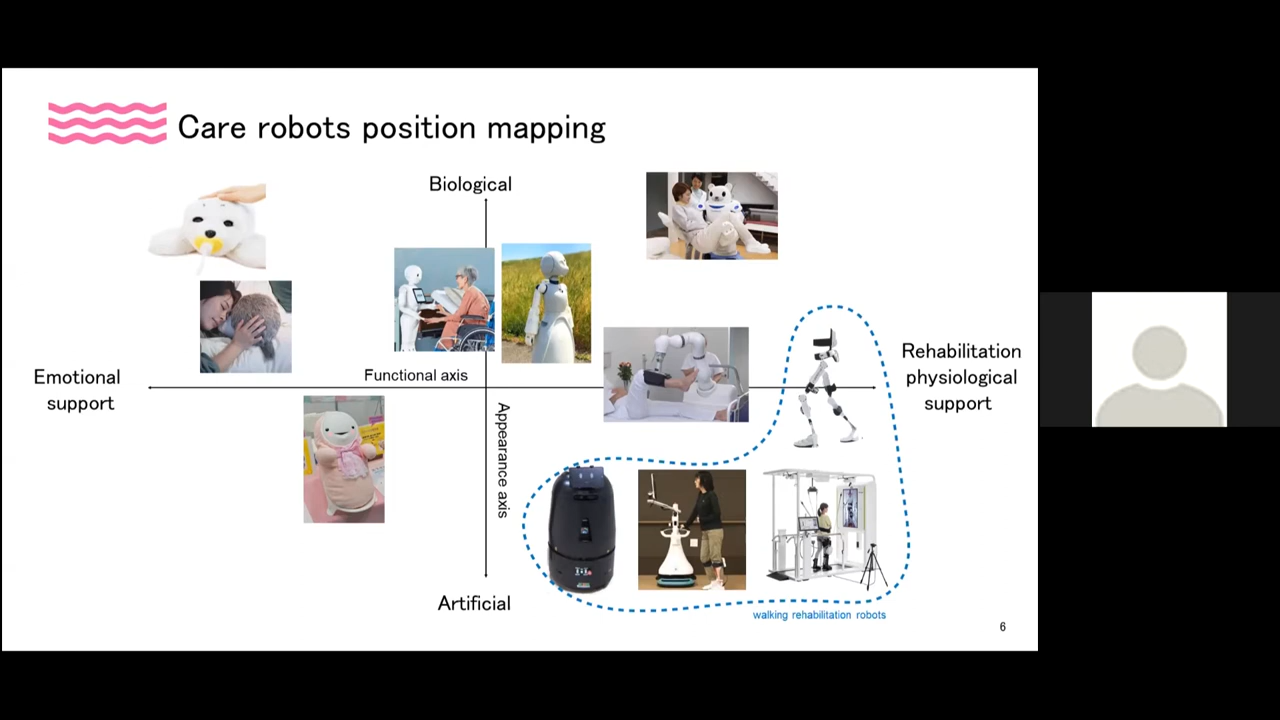 Care robots position mapping
Biological
Emotional
support
Functional axis
Appearance axis
Rehabilitation
physiological
support
Artificial
walking rehabilitation robots
6